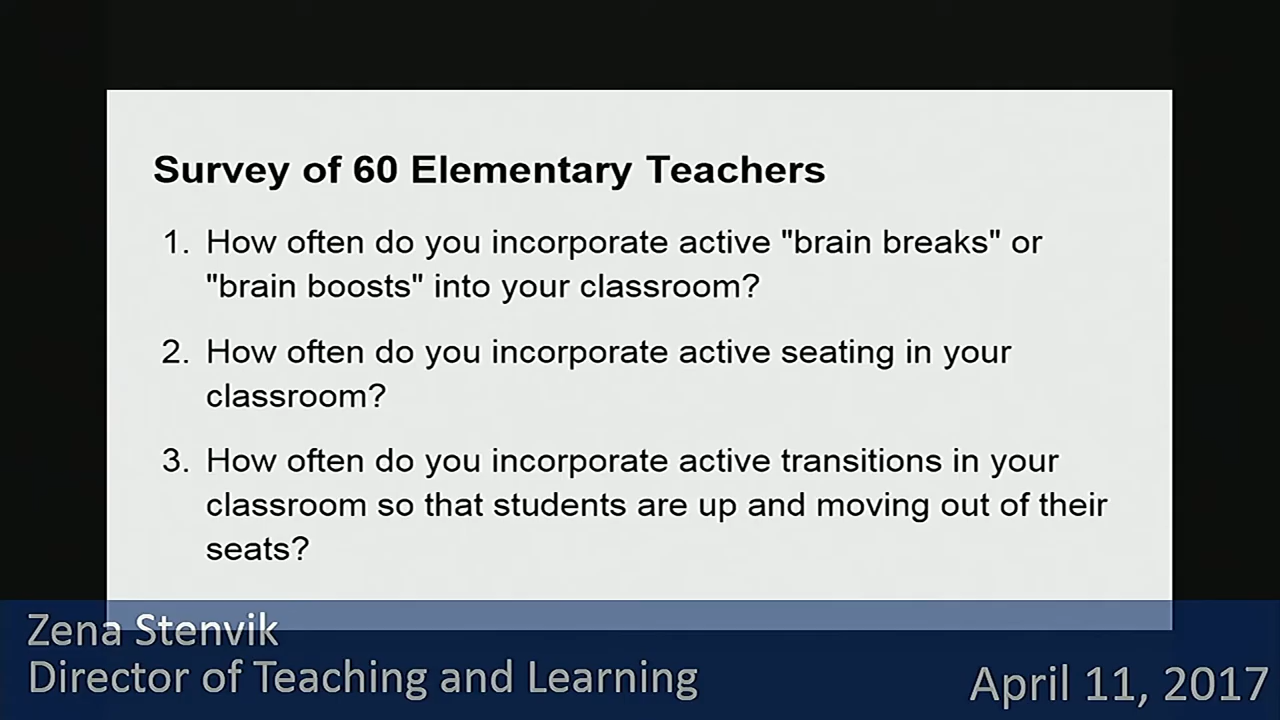 Survey of 60 Elementary Teachers
1. How often do you incorporate active "brain breaks" or
"brain boosts" into your classroom?
2. How often do you incorporate active seating in your
classroom?
3. How often do you incorporate active transitions in your
classroom so that students are up and moving out of their
seats?
Zena Stenvik
Director of Teaching and Learning
April 11, 2017